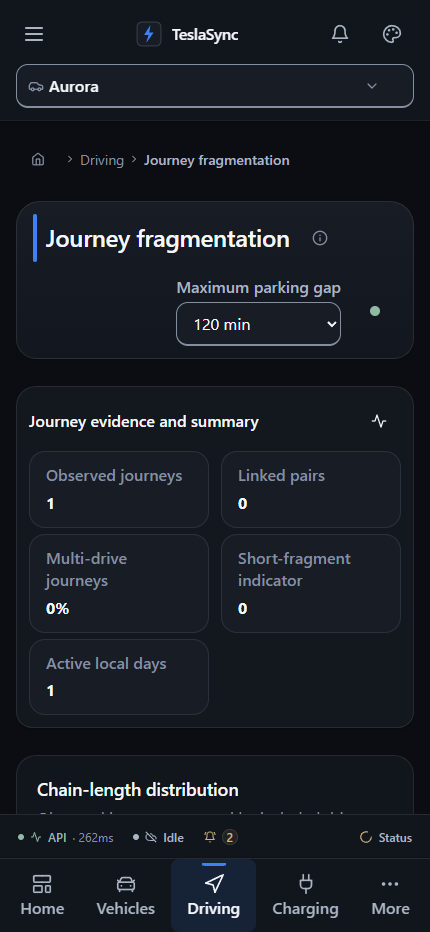 TeslaSync
Aurora
Driving
Journey fragmentation
Journey fragmentation
Maximum parking gap
120 min
Journey evidence and summary
Observed journeys
1
Linked pairs
0
Multi-drive
journeys
0%
Short-fragment
indicator
0
Active local days
1
Chain-length distribution
API · 262ms
Idle
2
Status
Home
Vehicles
Driving
Charging
More